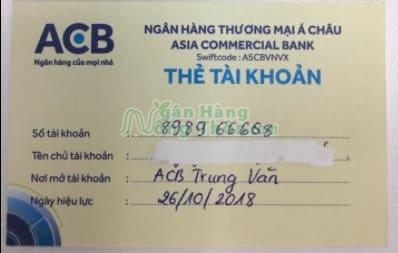 ACB
Ngân hàng của mọi nhà
NGÂN HÀNG THƯƠNG MẠI Á CHÂU
ASIA COMMERCIAL BANK
Swiftcode : ASCBVNVX
THẺ TÀI KHOẢN
Ngân Hàng
Số tài khoản : 8989 66668
Tên chủ tài khoản :
Nơi mở tài khoản : ACB Trung Văn
Ngày hiệu lực : 26/10/2018